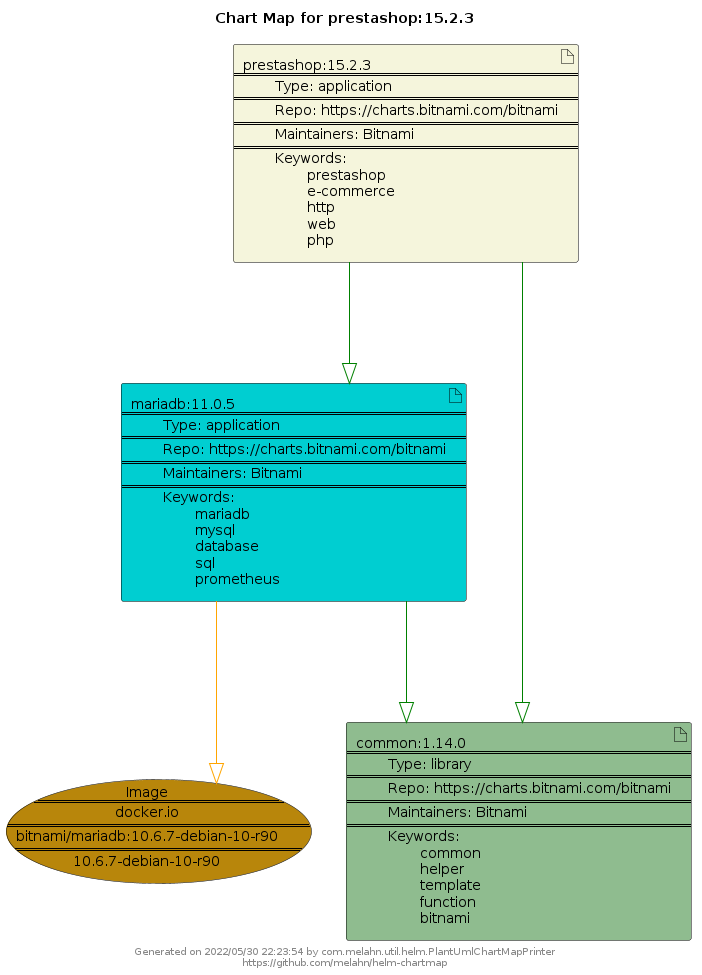 Chart Map for prestashop:15.2.3
prestashop:15.2.3
Type: application
Repo: https://charts.bitnami.com/bitnami
Maintainers: Bitnami
Keywords:
prestashop
e-commerce
http
web
php
mariadb:11.0.5
Type: application
Repo: https://charts.bitnami.com/bitnami
Maintainers: Bitnami
Keywords:
mariadb
mysql
database
sql
prometheus
Image
docker.io
bitnami/mariadb:10.6.7-debian-10-r90
10.6.7-debian-10-r90
common:1.14.0
Type: library
Repo: https://charts.bitnami.com/bitnami
Maintainers: Bitnami
Keywords:
common
helper
template
function
bitnami
Generated on 2022/05/30 22:23:54 by com.melahn.util.helm.PlantUmlChartMapPrinter
https://github.com/melahn/helm-chartmap